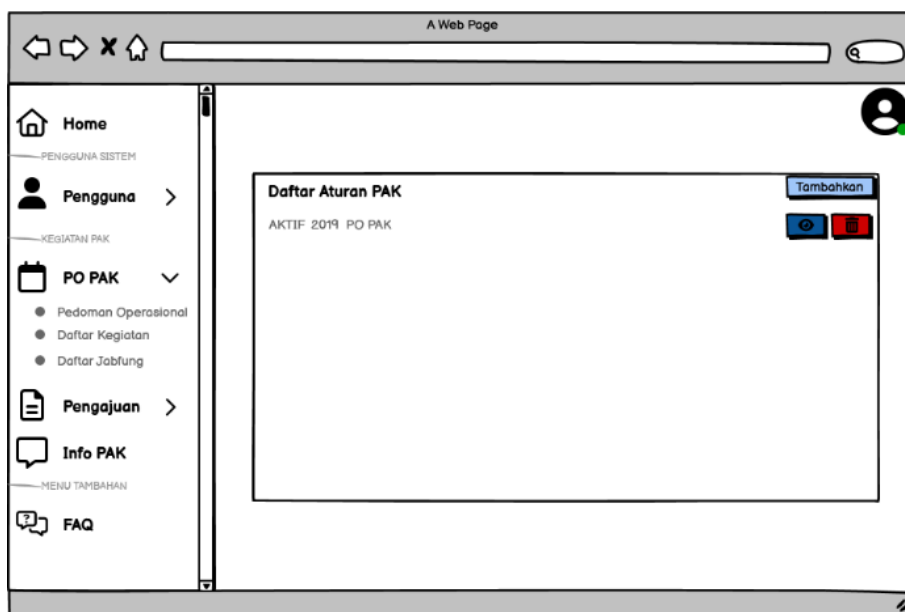 A Web Page
Home
PENGGUNA SISTEM
Pengguna
KEGIATAN PAK
PO PAK
Pedoman Operasional
Daftar Kegiatan
Daftar Jabfung
Pengajuan
Info PAK
MENU TAMBAHAN
FAQ
Daftar Aturan PAK
Tambahkan
AKTIF 2019 PO PAK